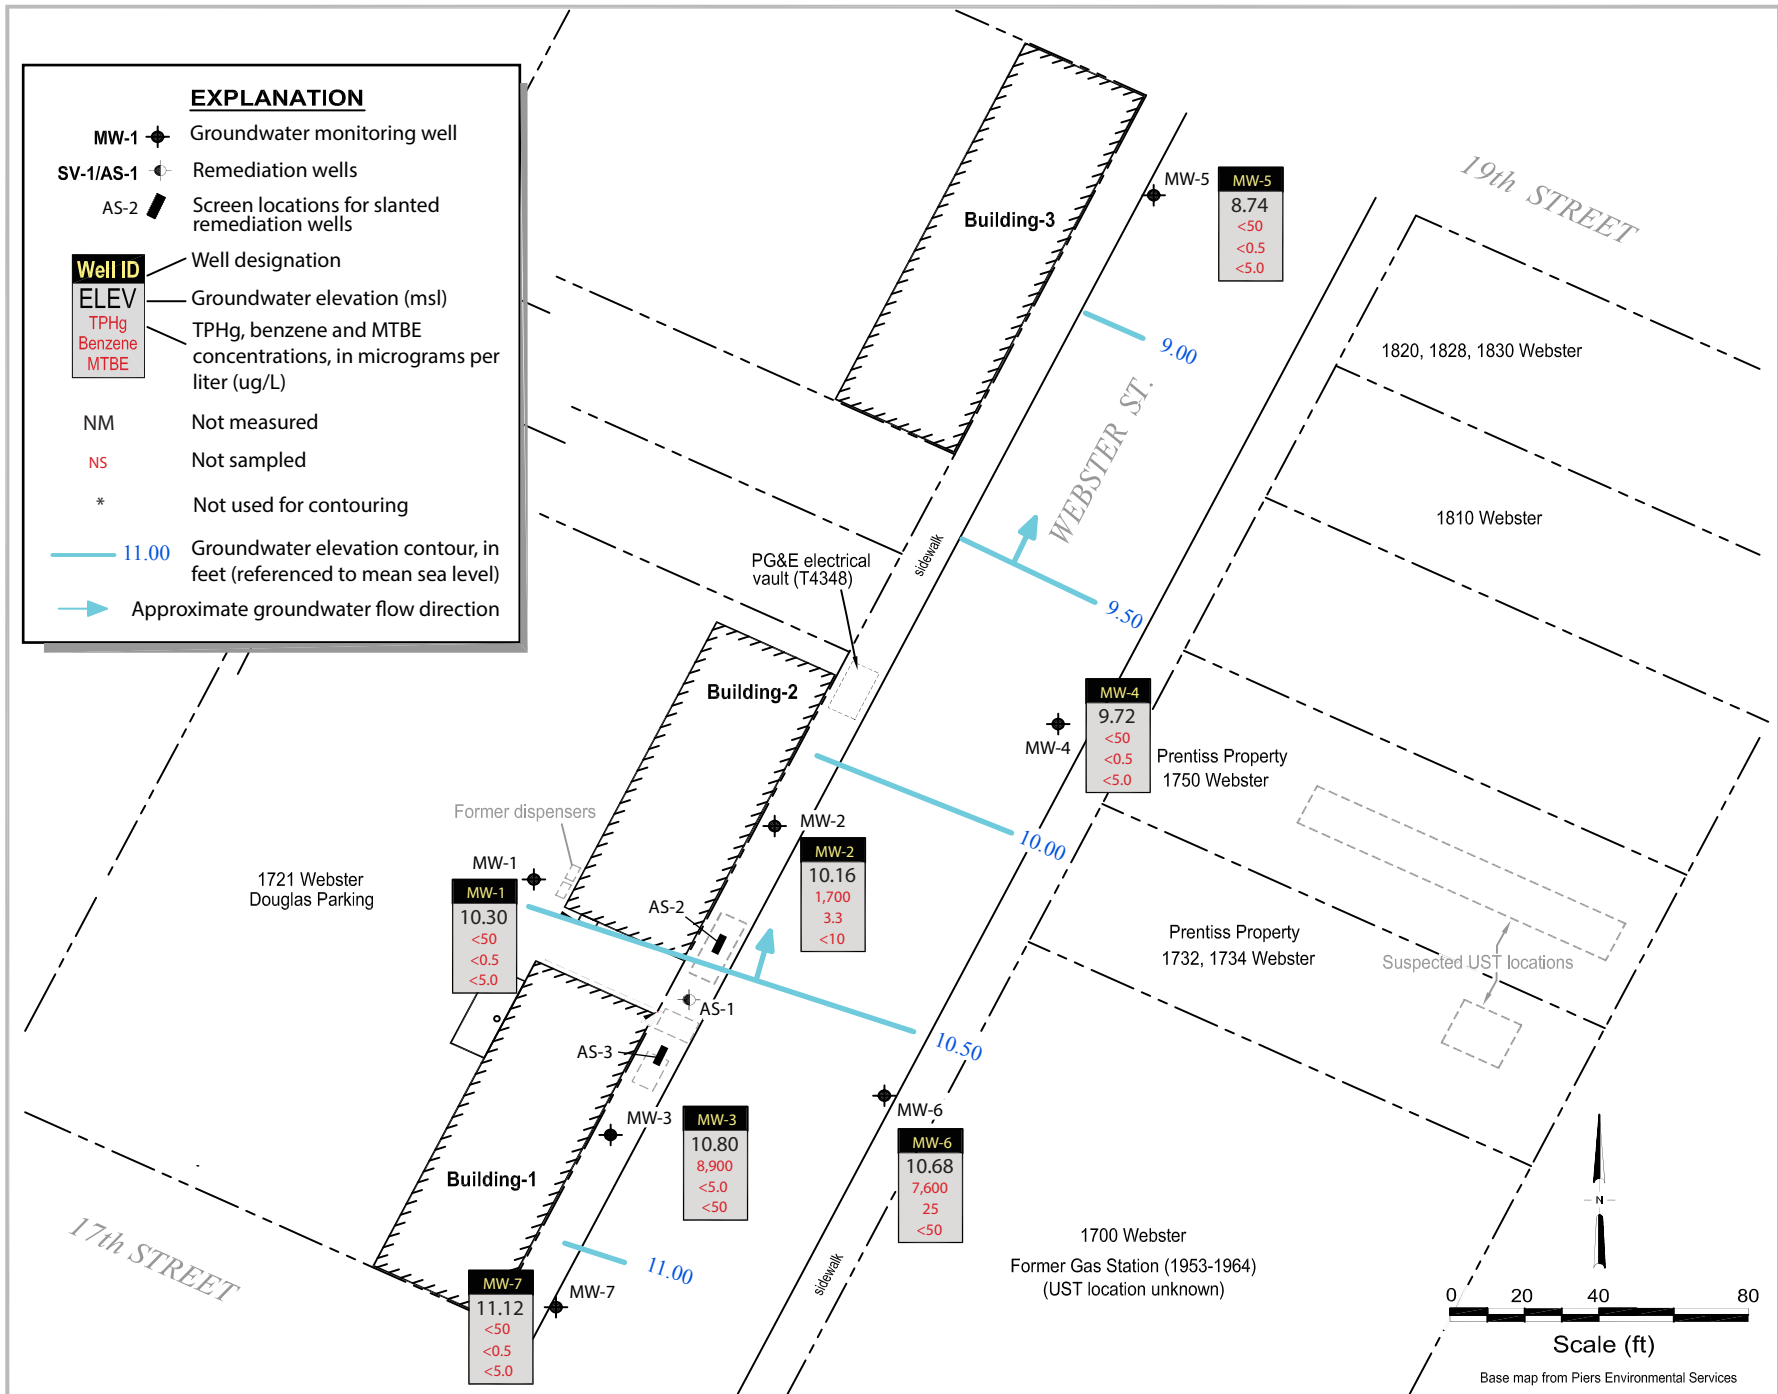 EXPLANATION
MW-1 Groundwater monitoring well
SV-1/AS-1 Remediation wells
AS-2 Screen locations for slanted
remediation wells
Well ID Well designation
ELEV Groundwater elevation (msl)
TPHg
Benzene
MTBE
TPHg, benzene and MTBE
concentrations, in micrograms per
liter (ug/L)
NM Not measured
NS Not sampled
* Not used for contouring
11.00 Groundwater elevation contour, in
feet (referenced to mean sea level)
Approximate groundwater flow direction
Building-3
MW-5
MW-5
8.74
<50
<0.5
<5.0
19th STREET
9.00
1820, 1828, 1830 Webster
WEBSTER ST.
1810 Webster
sidewalk
PG&E electrical
vault (T4348)
9.50
Building-2
MW-4
MW-4
9.72
<50
<0.5
<5.0
Prentiss Property
1750 Webster
Former dispensers
MW-2
MW-2
10.16
1,700
3.3
<10
10.00
1721 Webster
Douglas Parking
MW-1
MW-1
10.30
<50
<0.5
<5.0
AS-2
Prentiss Property
1732, 1734 Webster
Suspected UST locations
AS-1
10.50
AS-3
MW-3
MW-3
10.80
8,900
<5.0
<50
MW-6
MW-6
10.68
7,600
25
<50
Building-1
17th STREET
11.00
MW-7
MW-7
11.12
<50
<0.5
<5.0
sidewalk
1700 Webster
Former Gas Station (1953-1964)
(UST location unknown)
N
0 20 40 80
Scale (ft)
Base map from Piers Environmental Services